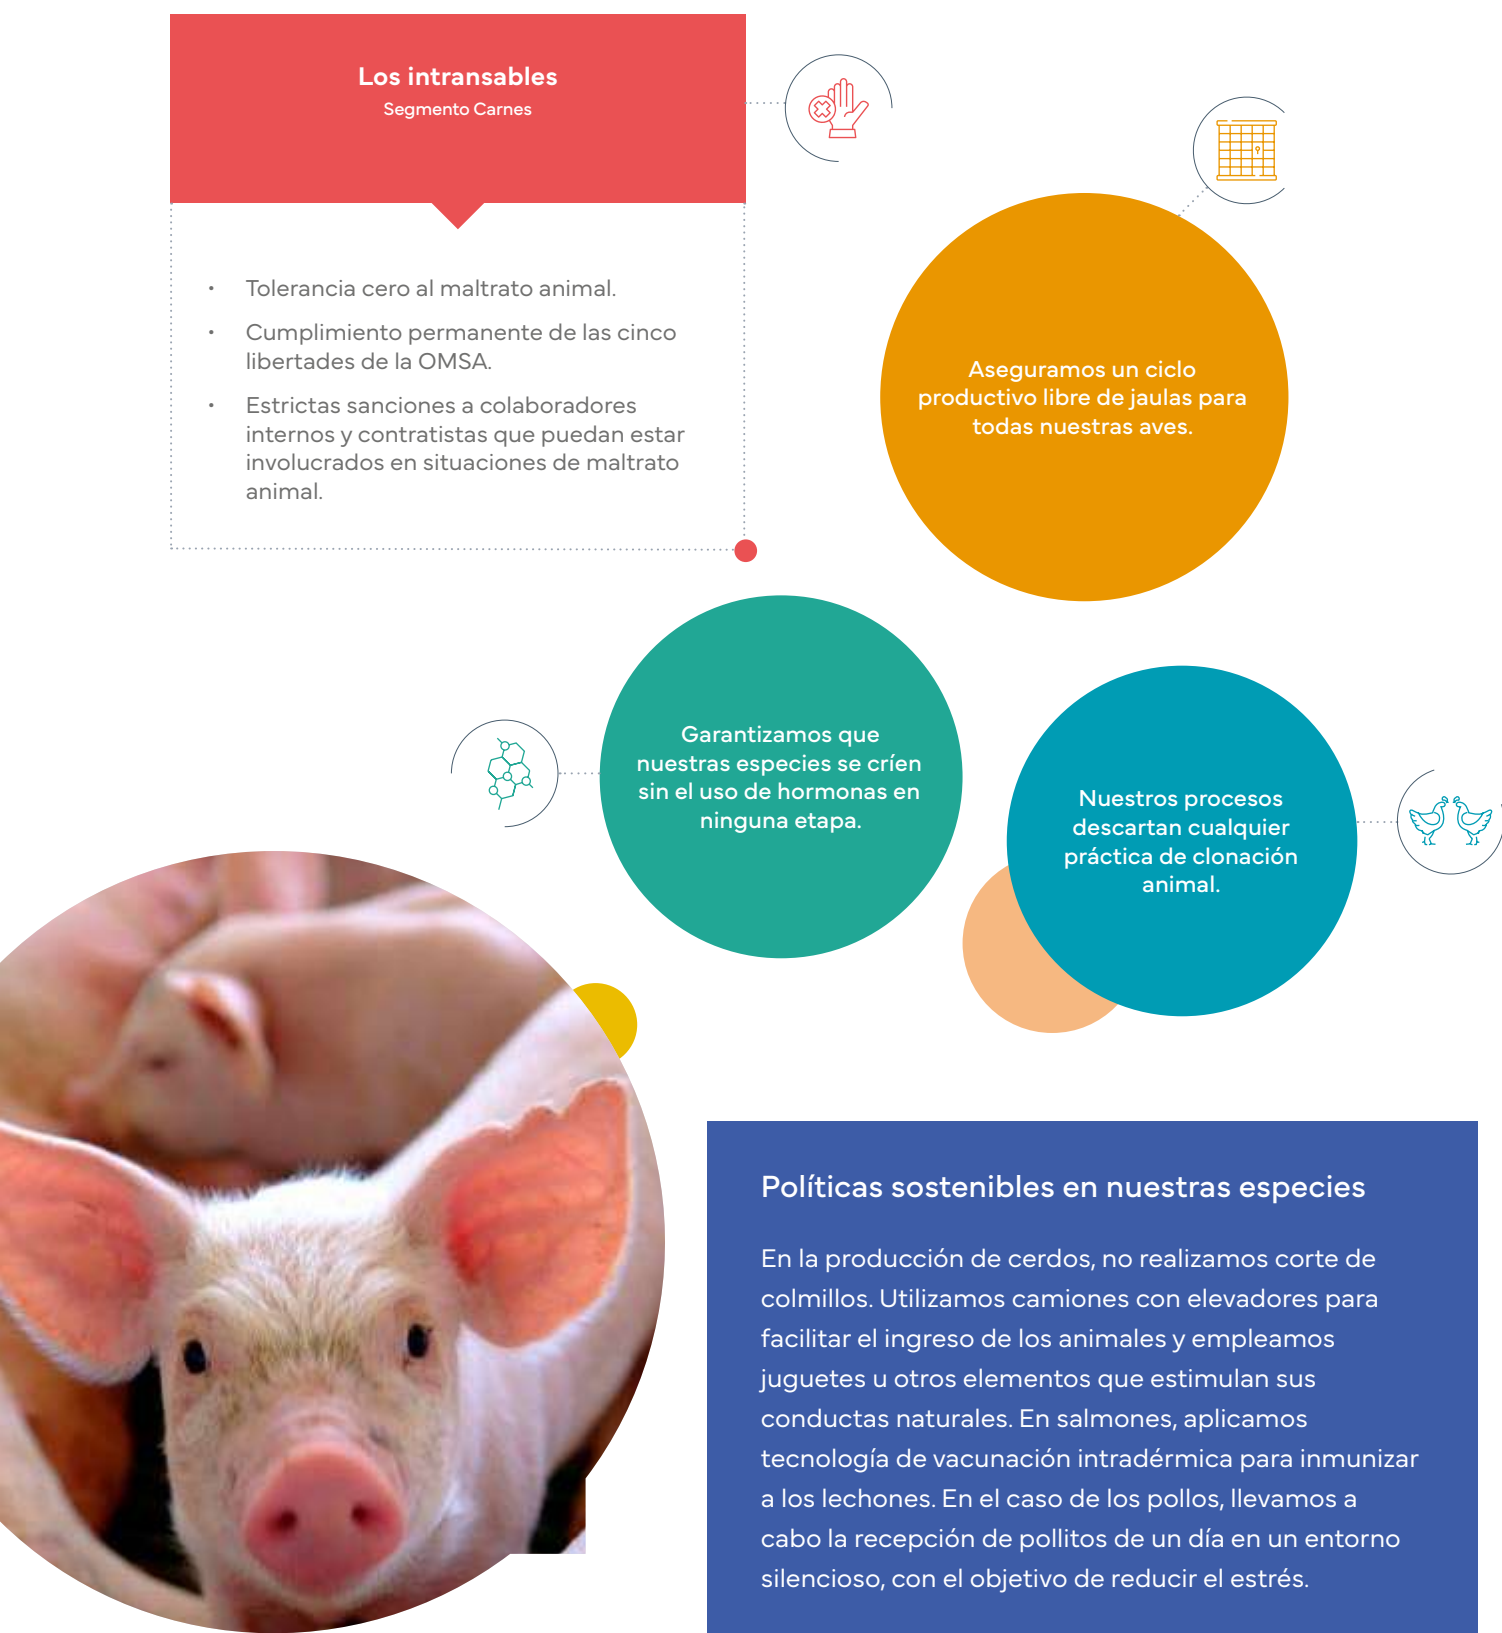 Los intransables
Segmento Carnes
• Tolerancia cero al maltrato animal.
• Cumplimiento permanente de las cinco
libertades de la OMSA.
• Estrictas sanciones a colaboradores
internos y contratistas que puedan estar
involucrados en situaciones de maltrato
animal.
Aseguramos un ciclo
productivo libre de jaulas para
todas nuestras aves.
Garantizamos que
nuestras especies se críen
sin el uso de hormonas en
ninguna etapa.
Nuestros procesos
descartan cualquier
práctica de clonación
animal.
Políticas sostenibles en nuestras especies
En la producción de cerdos, no realizamos corte de
colmillos. Utilizamos camiones con elevadores para
facilitar el ingreso de los animales y empleamos
juguetes u otros elementos que estimulan sus
conductas naturales. En salmones, aplicamos
tecnología de vacunación intradérmica para inmunizar
a los lechones. En el caso de los pollos, llevamos a
cabo la recepción de pollitos de un día en un entorno
silencioso, con el objetivo de reducir el estrés.